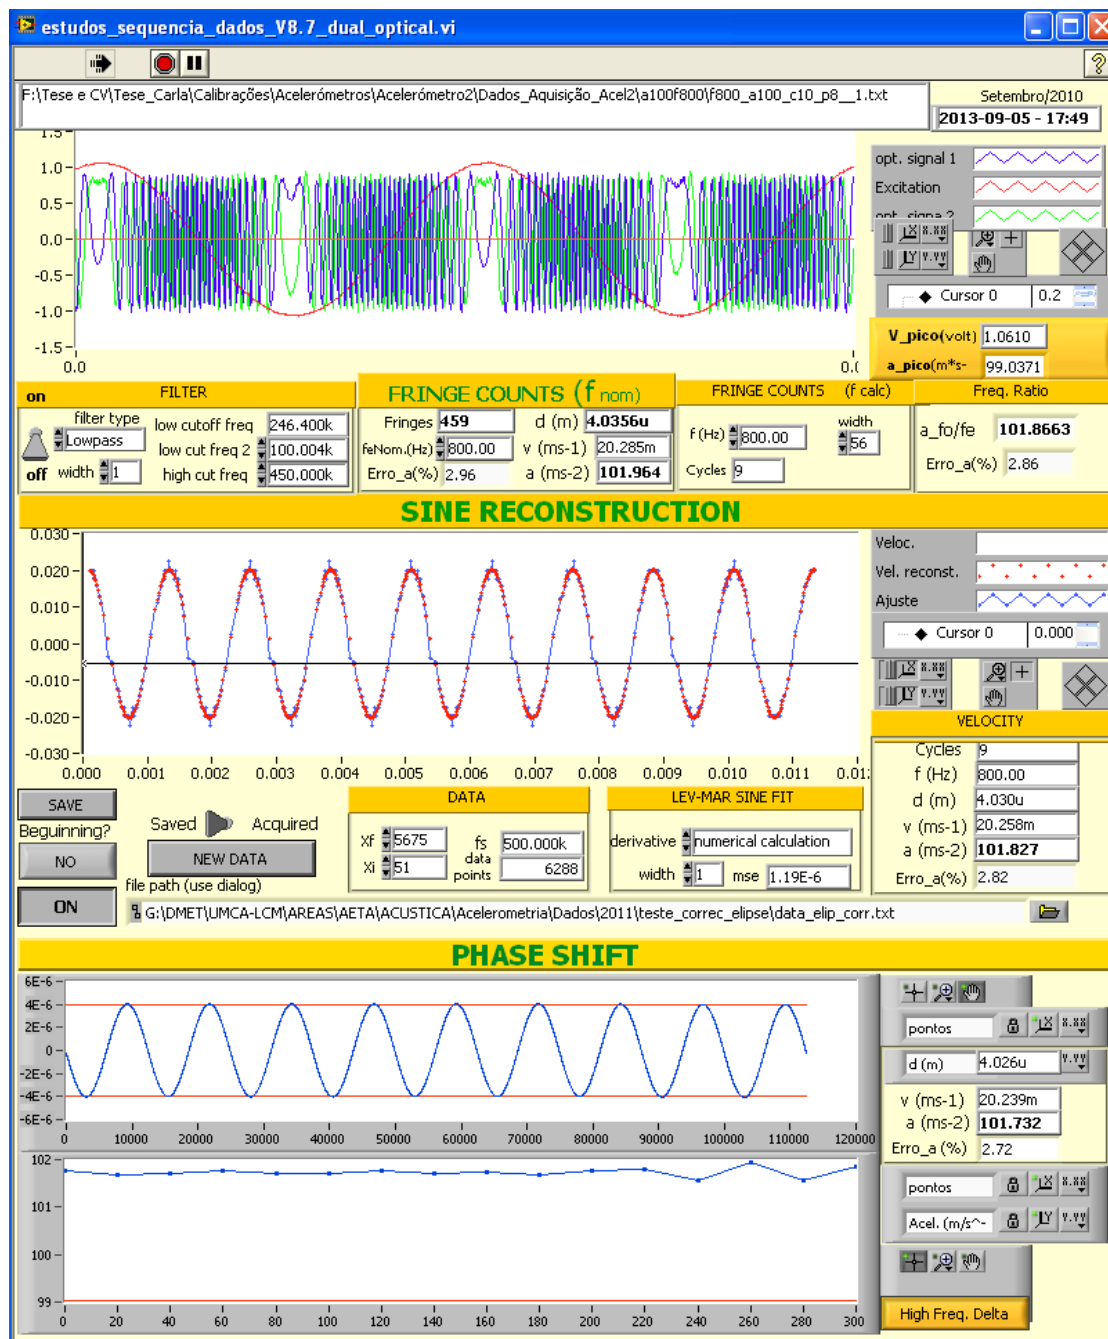 estudos_sequencia_dados_V8.7_dual_optical.vi
F:\Tese e CV\Tese_Carla\Calibrações\Acelerómetros\Acelerómetro2\Dados_Aquisição_Acel2\a100f800\f800_a100_c10_p8__1.txt
Setembro/2010
2013-09-05 - 17:49
1.5
1.0
0.5
0.0
-0.5
-1.0
-1.5
0.0
opt. signal 1
Excitation
opt. signa 2
Cursor 0 0.2
V_pico(volt) 1.0610
a_pico(m*s- 99.0371
on FILTER
filter type
Lowpass
off width 1
low cutoff freq 246.400k
low cut freq 2 100.004k
high cut freq 450.000k
FRINGE COUNTS (f nom)
Fringes 459 d (m) 4.0356u
feNom.(Hz) 800.00 v (ms-1) 20.285m
Erro_a(%) 2.96 a (ms-2) 101.964
FRINGE COUNTS (f calc)
f (Hz) 800.00 width 56
Cycles 9
Freq. Ratio
a_fo/fe 101.8663
Erro_a(%) 2.86
SINE RECONSTRUCTION
0.030
0.020
0.010
0.000
-0.010
-0.020
-0.030
0.000 0.001 0.002 0.003 0.004 0.005 0.006 0.007 0.008 0.009 0.010 0.011 0.01
Veloc.
Vel. reconst.
Ajuste
Cursor 0 0.000
VELOCITY
Cycles 9
f (Hz) 800.00
d (m) 4.030u
v (ms-1) 20.258m
a (ms-2) 101.827
Erro_a(%) 2.82
SAVE
Beguinning?
NO
ON
Saved Acquired
NEW DATA
file path (use dialog)
DATA
Xf 5675 fs 500.000k
Xi 51 data points 6288
LEV-MAR SINE FIT
derivative numerical calculation
width 1 mse 1.19E-6
G:\DMET\UMCA-LCM\AREAS\AETA\ACUSTICA\Acelerometria\Dados\2011\teste_correc_elipse\data_elip_corr.txt
PHASE SHIFT
6E-6
4E-6
2E-6
0
-2E-6
-4E-6
-6E-6
0 10000 20000 30000 40000 50000 60000 70000 80000 90000 100000 110000 120000
pontos
d (m) 4.026u
v (ms-1) 20.239m
a (ms-2) 101.732
Erro_a (%) 2.72
102
101
100
99
0 20 40 60 80 100 120 140 160 180 200 220 240 260 280 300
pontos
Acel. (m/s^-
High Freq. Delta